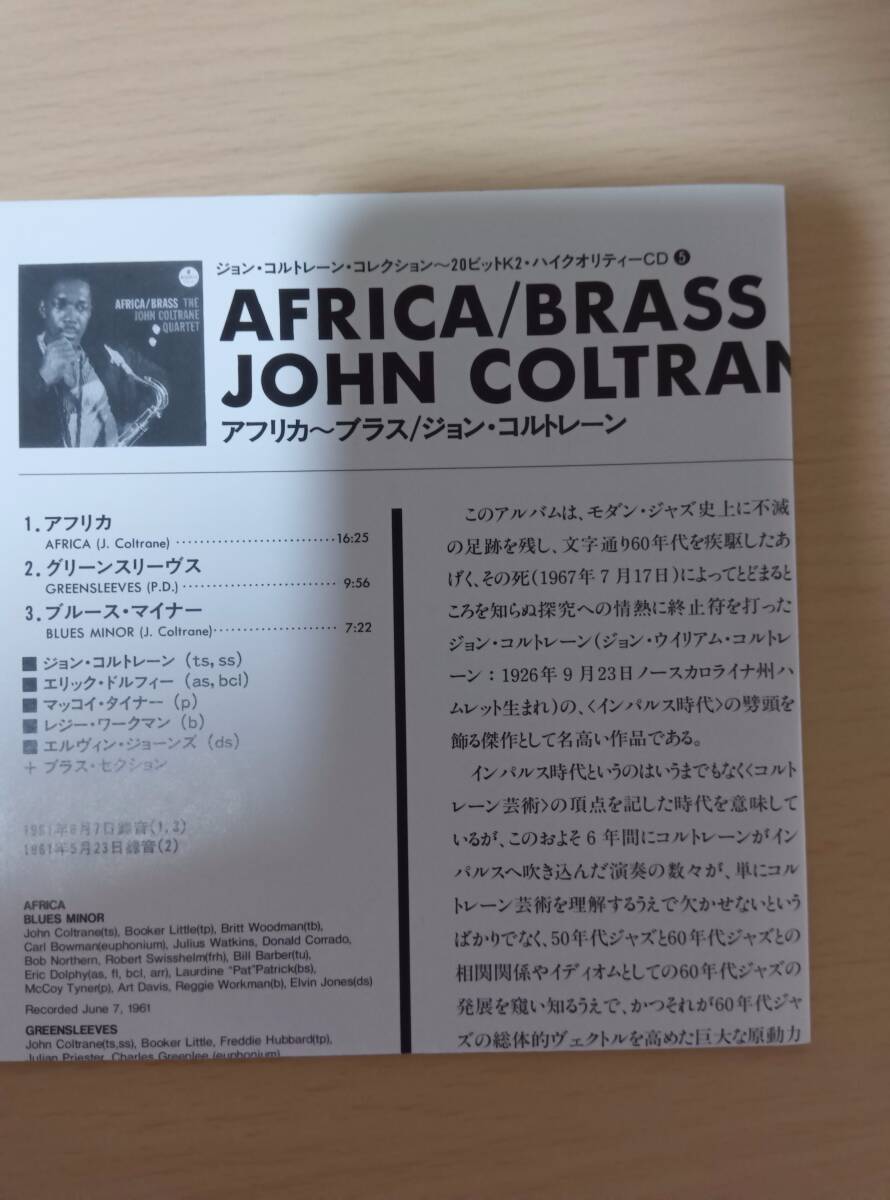 AFRICA/BRASS THE
JOHN COLTRANE
QUARTET
ジョン・コルトレーン・コレクション〜20ビットK2・ハイクオリティーCD ❺
AFRICA/BRASS
JOHN COLTRAN
アフリカ〜ブラス/ジョン・コルトレーン
1.アフリカ
AFRICA (J. Coltrane) 16:25
2.グリーンスリーヴス
GREENSLEEVES (P.D.) 9:56
3.ブルース・マイナー
BLUES MINOR (J. Coltrane) 7:22
■ジョン・コルトレーン(ts, ss)
■エリック・ドルフィー(as, bcl)
■マッコイ・タイナー(p)
■レジー・ワークマン(b)
■エルヴィン・ジョーンズ(ds)
+ブラス・セクション
1961年6月7日録音(1,3)
1961年5月23日録音(2)
AFRICA
BLUES MINOR
John Coltrane(ts), Booker Little(tp), Britt Woodman(tb),
Carl Bowman(euphonium), Julius Watkins, Donald Corrado,
Bob Northern, Robert Swisshelm(frh), Bill Barber(tu),
Eric Dolphy(as, fl, bcl, arr), Laurdine "Pat"Patrick(bs),
McCoy Tyner(p), Art Davis, Reggie Workman(b), Elvin Jones(ds)
Recorded June 7, 1961
GREENSLEEVES
John Coltrane(ts,ss), Booker Little, Freddie Hubbard(tp),
Julian Priester, Charles Greenlee (euphonium),
このアルバムは、モダン・ジャズ史上に不滅
の足跡を残し、文字通り60年代を疾駆したあ
げく、その死(1967年7月17日)によってとどまると
ころを知らぬ探究への情熱に終止符を打った
ジョン・コルトレーン(ジョン・ウイリアム・コルトレ
ーン:1926年9月23日ノースカロライナ州ハ
ムレット生まれ)の、〈インパルス時代〉の劈頭を
飾る傑作として名高い作品である。
インパルス時代というのはいうまでもなく〈コルト
レーン芸術〉の頂点を記した時代を意味して
いるが、このおよそ6年間にコルトレーンがイン
パルスへ吹き込んだ演奏の数々が、単にコル
トレーン芸術を理解するうえで欠かせないという
ばかりでなく、50年代ジャズと60年代ジャズとの
相関関係やイディオムとしての60年代ジャズの
発展を窺い知るうえで、かつそれが60年代ジャ
ズの総体的ヴェクトルを高めた巨大な原動力